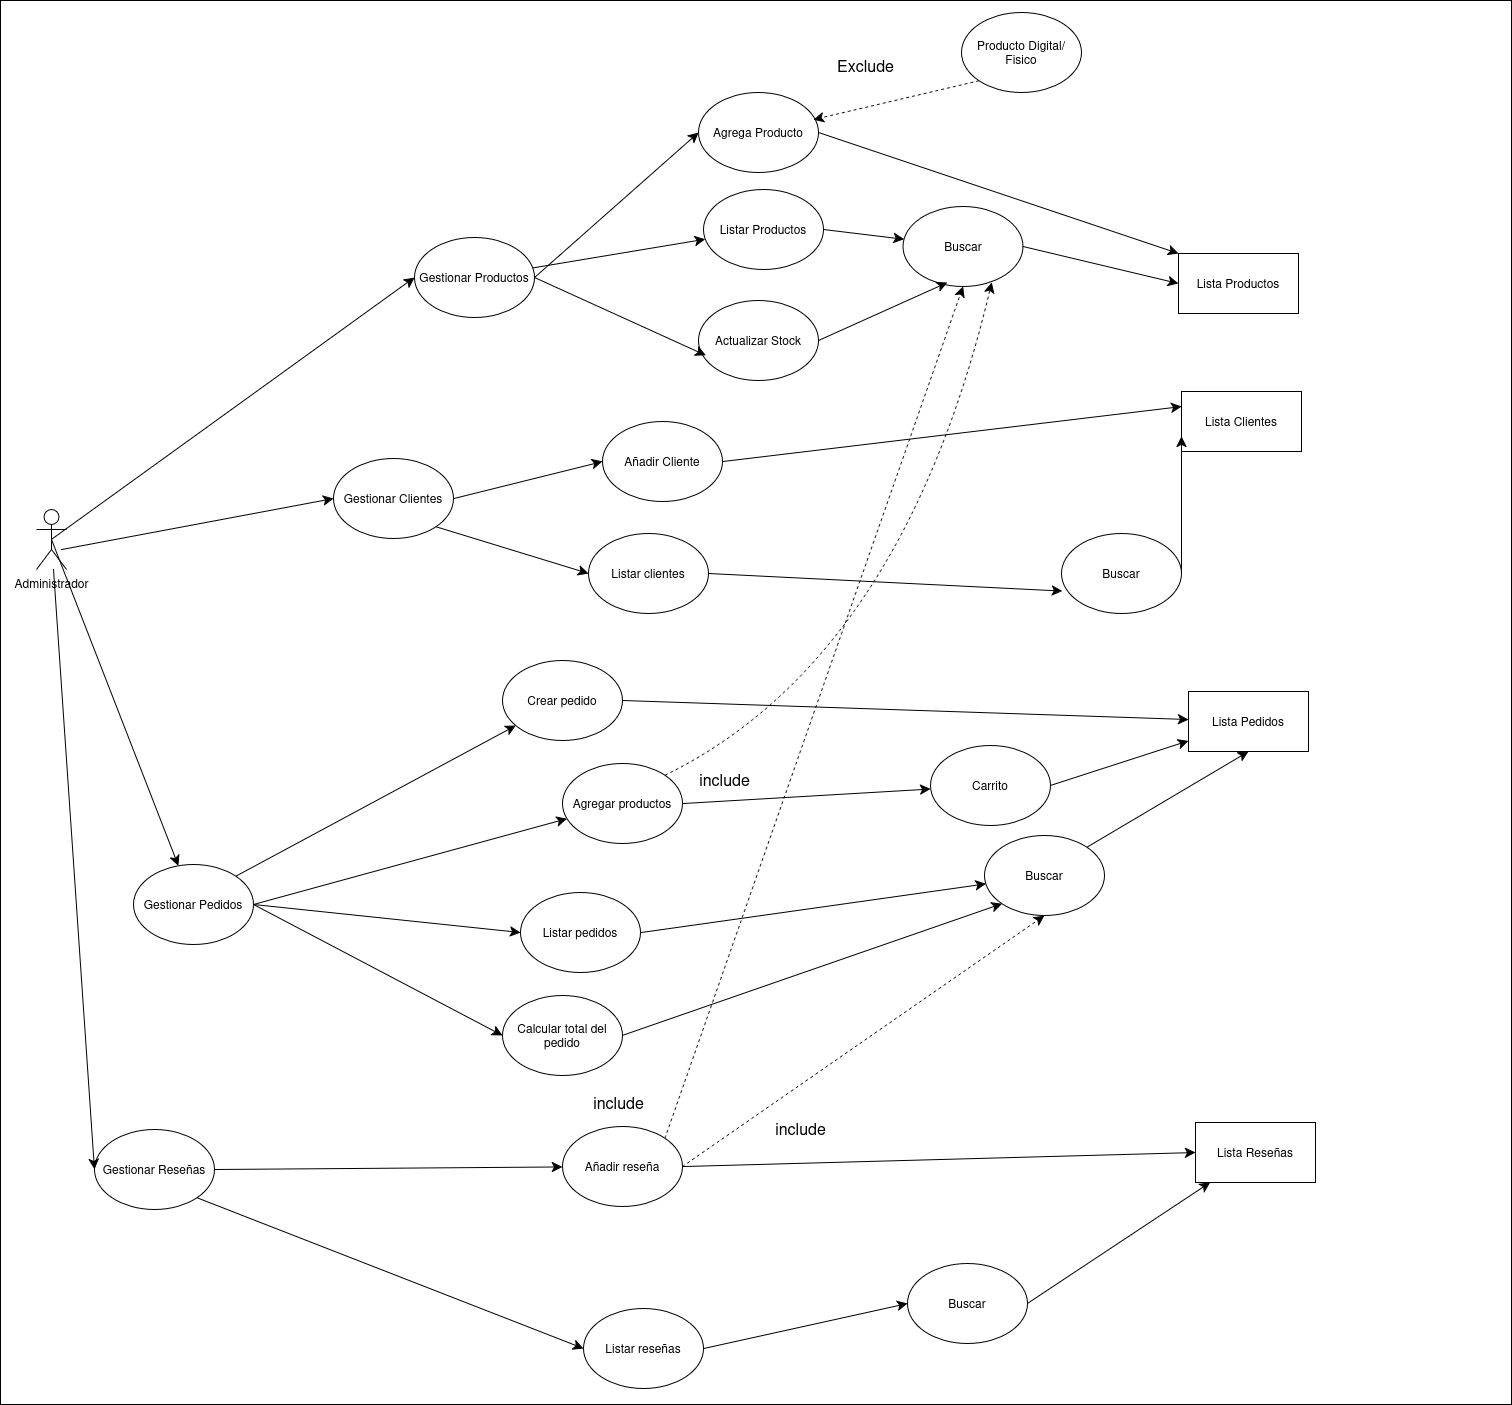 Producto Digital/
Fisico
Exclude
Agrega Producto
Listar Productos
Buscar
Gestionar Productos
Lista Productos
Actualizar Stock
Lista Clientes
Añadir Cliente
Gestionar Clientes
Listar clientes
Buscar
Administrador
Crear pedido
Lista Pedidos
include
Carrito
Agregar productos
Buscar
Gestionar Pedidos
Listar pedidos
Calcular total del
pedido
include
include
Lista Reseñas
Añadir reseña
Gestionar Reseñas
Buscar
Listar reseñas